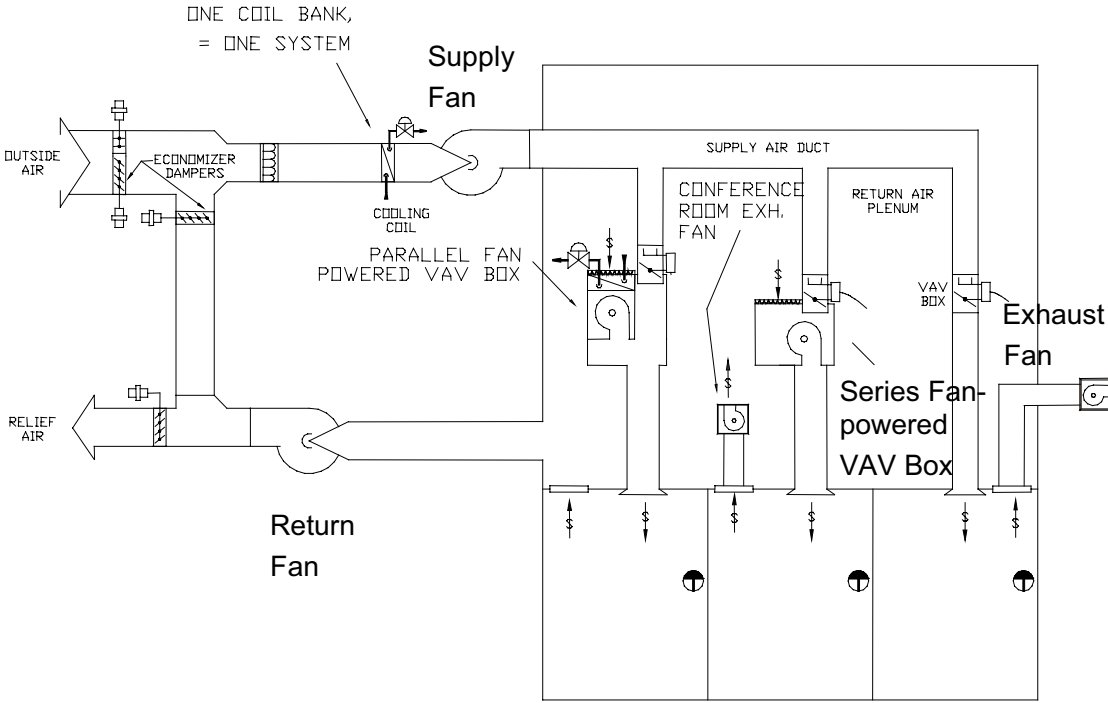 ONE COIL BANK,
= ONE SYSTEM
Supply
Fan
OUTSIDE
AIR
ECONOMIZER
DAMPERS
COOLING
COIL
SUPPLY AIR DUCT
CONFERENCE
ROOM EXH.
FAN
RETURN AIR
PLENUM
PARALLEL FAN
POWERED VAV BOX
VAV
BOX
Exhaust
Fan
Series Fan-
powered
VAV Box
RELIEF
AIR
Return
Fan
S
S
S
S
S
S
S
S
S
T
T
T